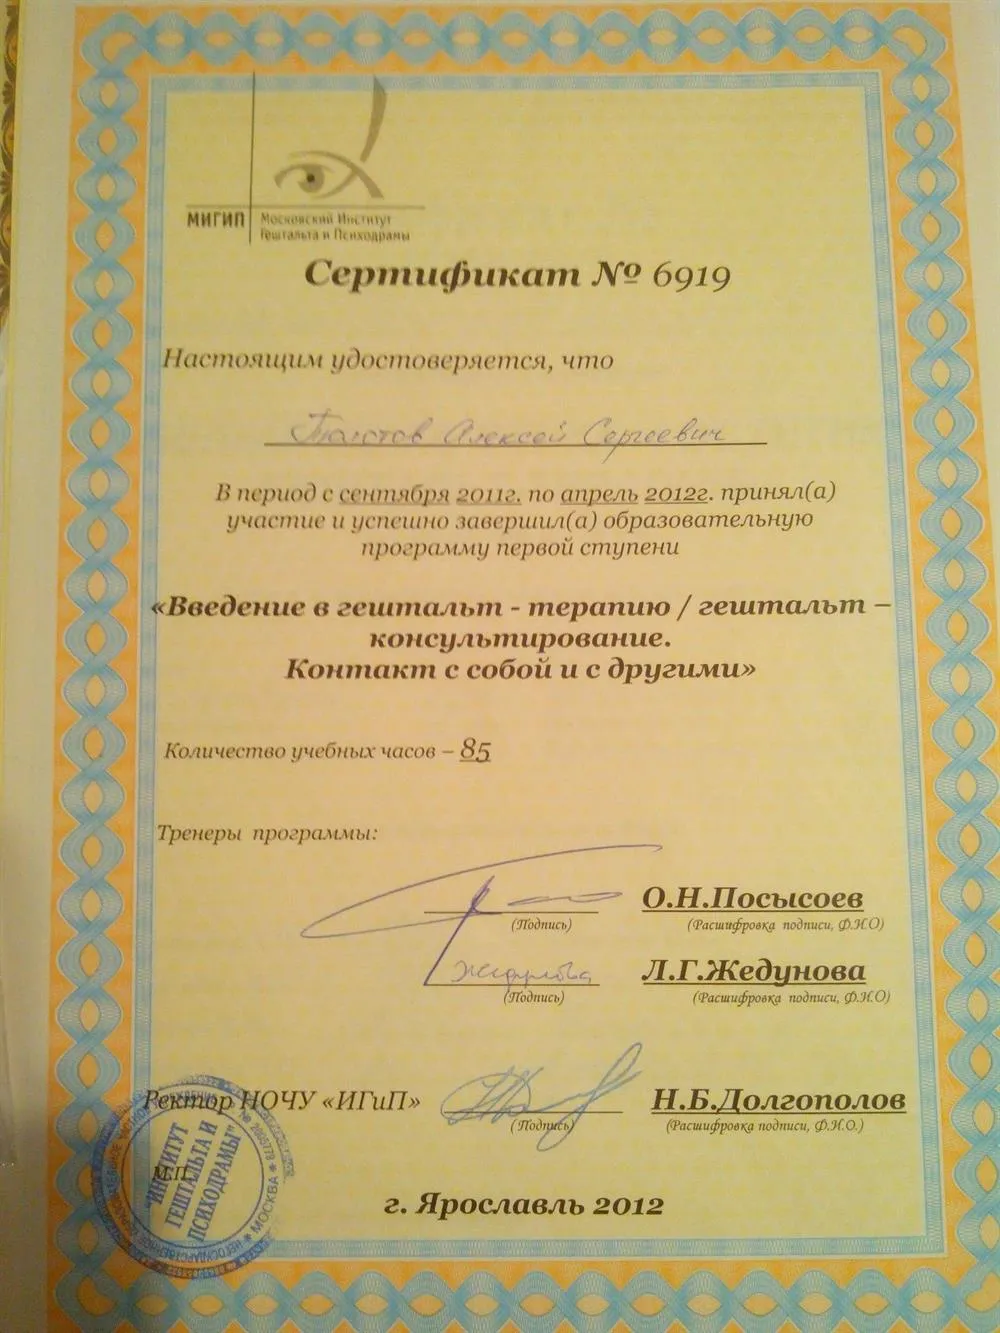 МИГИП
Московский Институт
Гештальта и Психодрамы
Сертификат № 6919
Настоящим удостоверяется, что
Алексей Сергеевич
В период с сентября 2011г. по апрель 2012г. принял(а)
участие и успешно завершил(а) образовательную
программу первой ступени
«Введение в гештальт - терапию / гештальт –
консультирование.
Контакт с собой и с другими»
Количество учебных часов – 85
Тренеры программы:
О.Н.Посысоев
(Подпись) (Расшифровка подписи, Ф.И.О)
Л.Г.Жедунова
(Подпись) (Расшифровка подписи, Ф.И.О)
Ректор НОЧУ «ИГиП» Н.Б.Долгополов
(Подпись) (Расшифровка подписи, Ф.И.О.)
М.П.
"ИНСТИТУТ
ГЕШТАЛЬТА И
ПСИХОДРАМЫ"
МОСКВА
г. Ярославль 2012